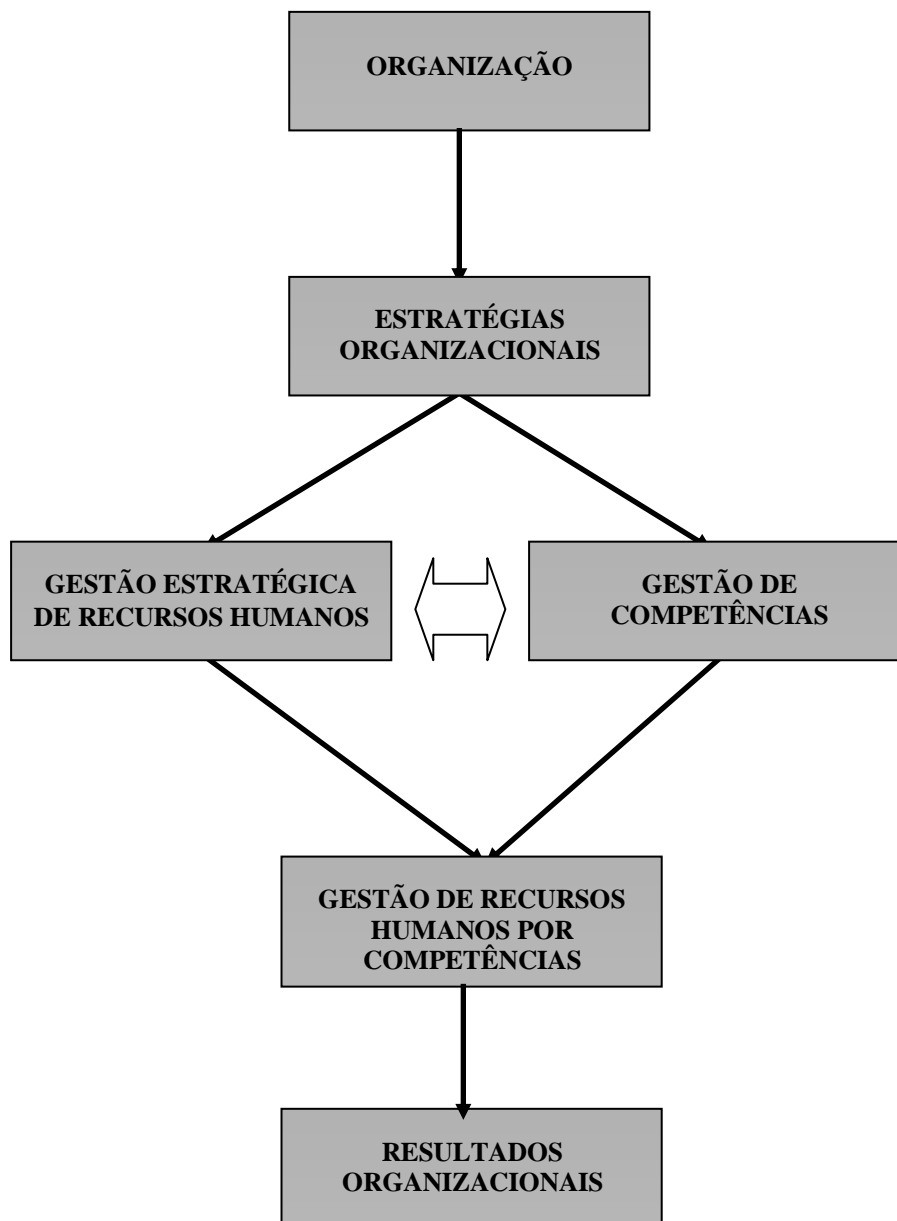 ORGANIZAÇÃO
ESTRATÉGIAS
ORGANIZACIONAIS
GESTÃO ESTRATÉGICA
DE RECURSOS HUMANOS
GESTÃO DE
COMPETÊNCIAS
GESTÃO DE RECURSOS
HUMANOS POR
COMPETÊNCIAS
RESULTADOS
ORGANIZACIONAIS